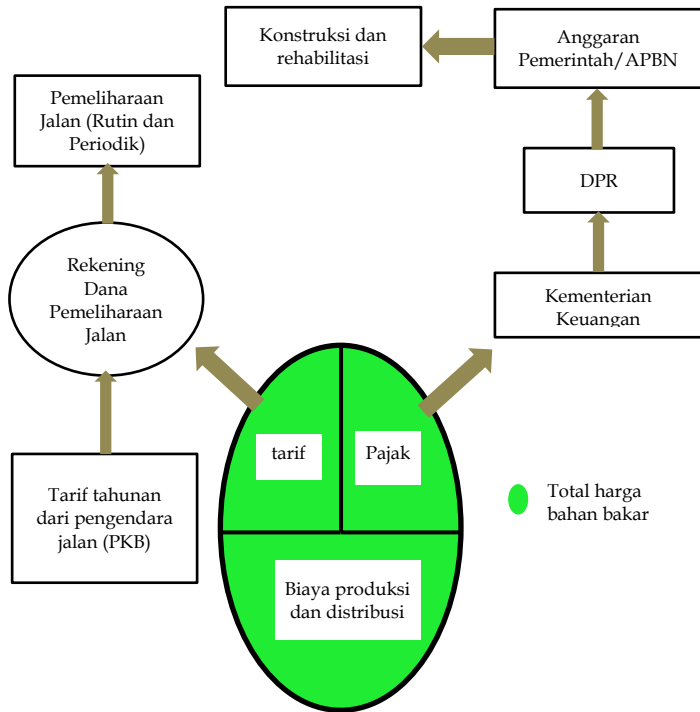 Konstruksi dan
rehabilitasi
Anggaran
Pemerintah/APBN
Pemeliharaan
Jalan (Rutin dan
Periodik)
DPR
Rekening
Dana
Pemeliharaan
Jalan
Kementerian
Keuangan
tarif
Pajak
Tarif tahunan
dari pengendara
jalan (PKB)
Total harga
bahan bakar
Biaya produksi
dan distribusi